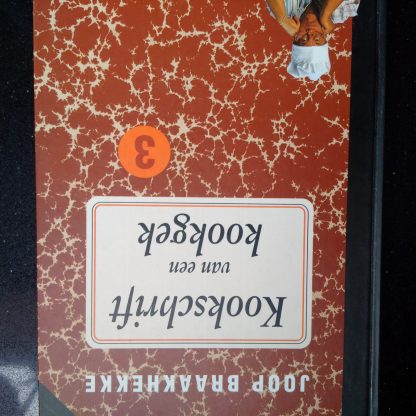 JOOP BRAAKHEKKE
Kookschrift
van een
kookgek
3